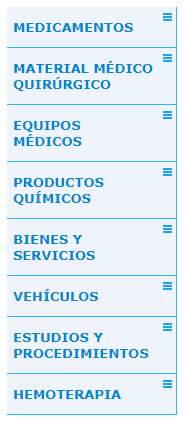 MEDICAMENTOS
MATERIAL MÉDICO
QUIRÚRGICO
EQUIPOS
MÉDICOS
PRODUCTOS
QUÍMICOS
BIENES Y
SERVICIOS
VEHÍCULOS
ESTUDIOS Y
PROCEDIMIENTOS
HEMOTERAPIA